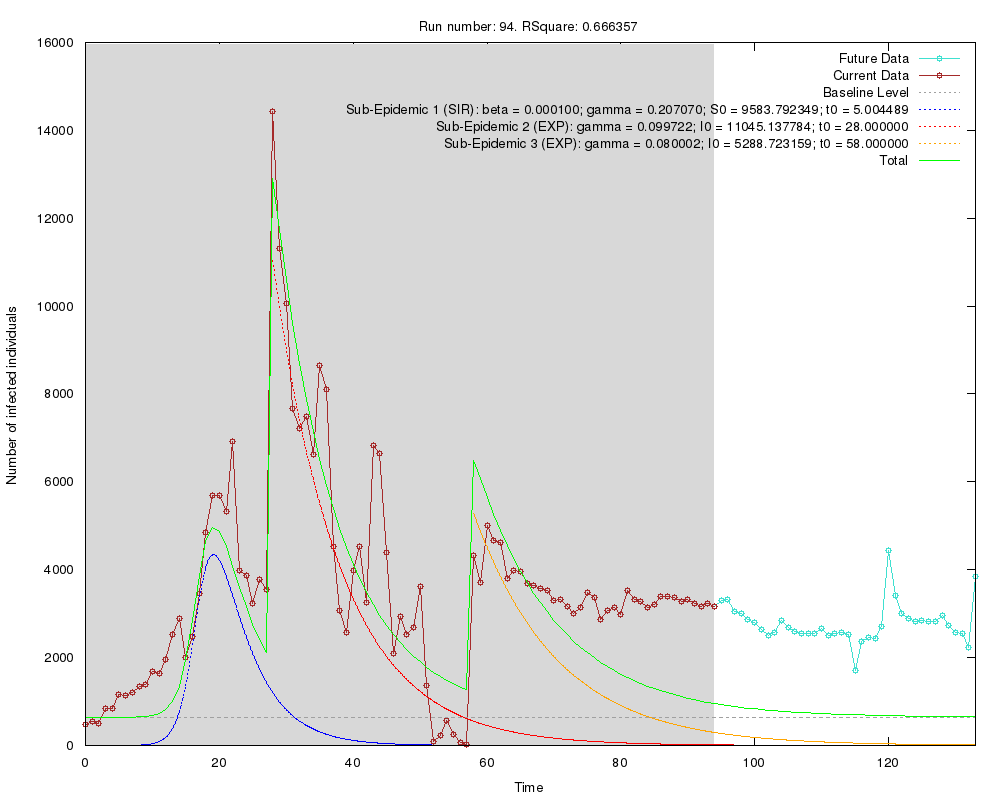 Run number: 94. RSquare: 0.666357
16000
14000
12000
10000
8000
6000
4000
2000
0
Number of infected individuals
Future Data
Current Data
Baseline Level
Sub-Epidemic 1 (SIR): beta = 0.000100; gamma = 0.207070; S0 = 9583.792349; t0 = 5.004489
Sub-Epidemic 2 (EXP): gamma = 0.099722; I0 = 11045.137784; t0 = 28.000000
Sub-Epidemic 3 (EXP): gamma = 0.080002; I0 = 5288.723159; t0 = 58.000000
Total
0 20 40 60 80 100 120
Time